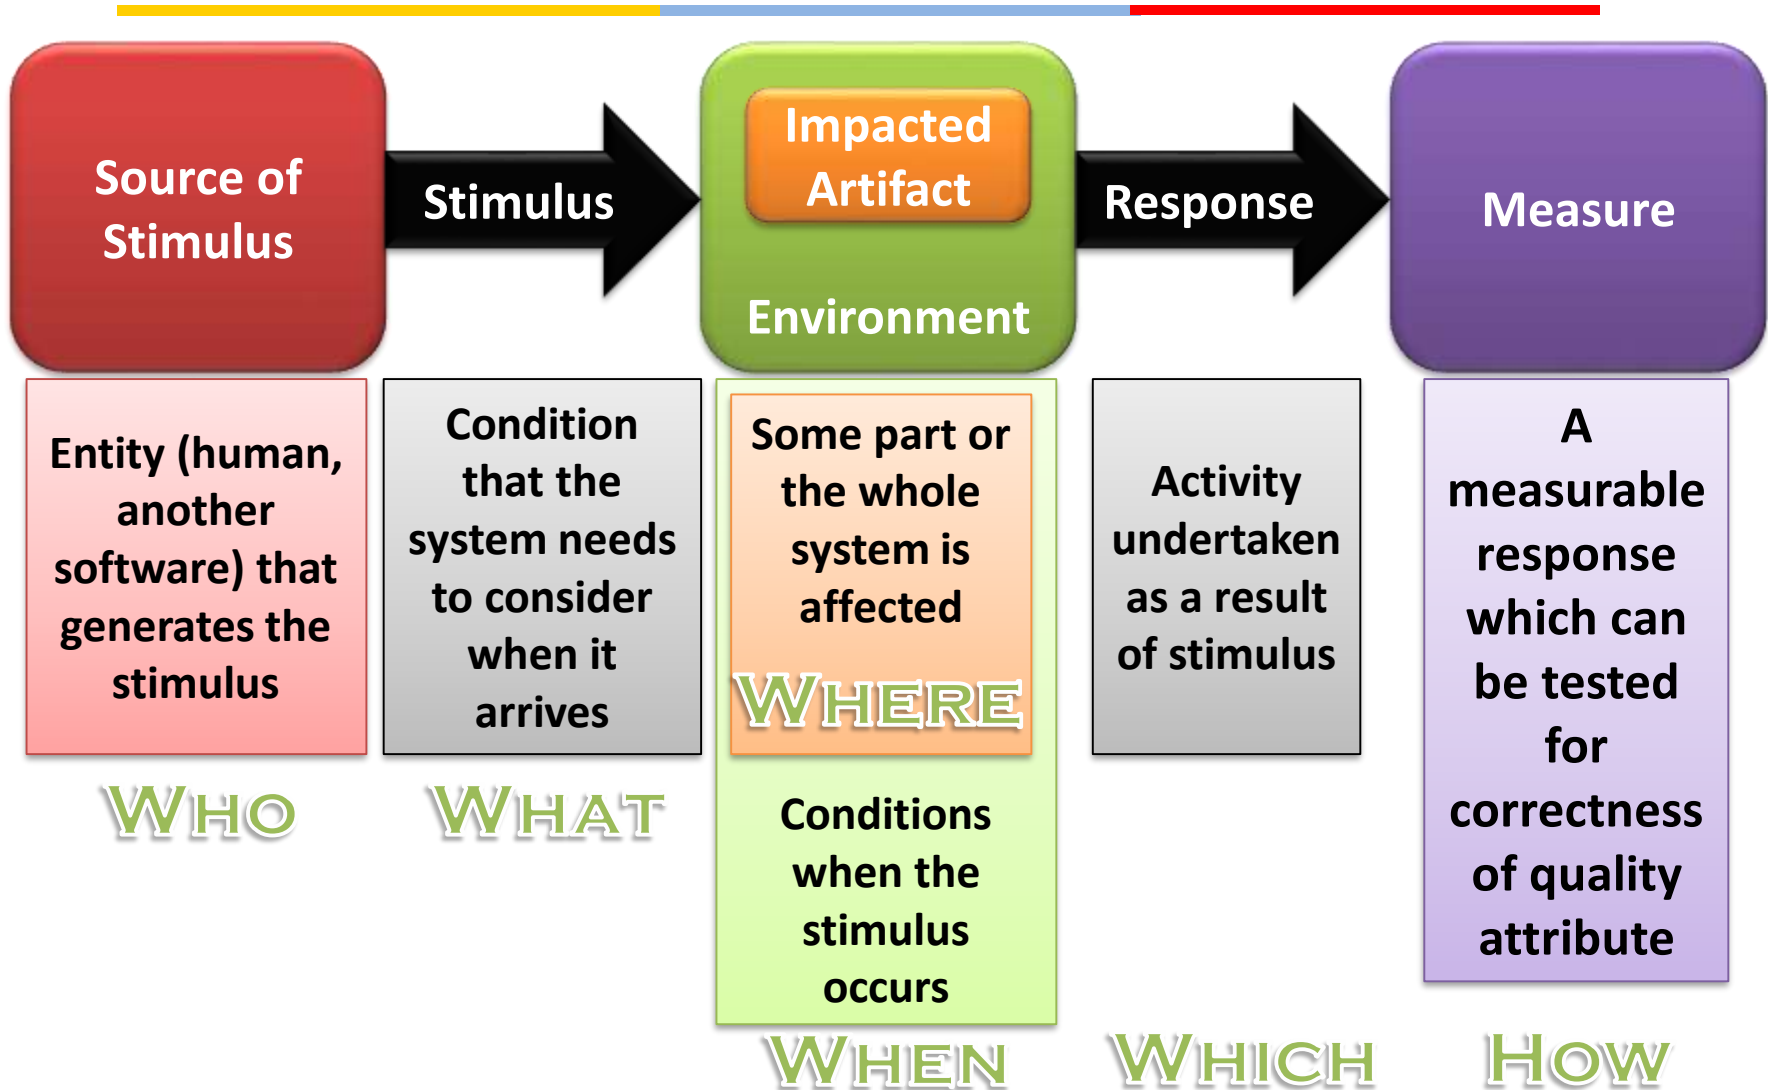 Source of
Stimulus
Stimulus
Impacted
Artifact
Environment
Response
Measure
Entity (human,
another
software) that
generates the
stimulus
WHO
Condition
that the
system needs
to consider
when it
arrives
WHAT
Some part or
the whole
system is
affected
WHERE
Conditions
when the
stimulus
occurs
WHEN
Activity
undertaken
as a result
of stimulus
WHICH
A
measurable
response
which can
be tested
for
correctness
of quality
attribute
HOW